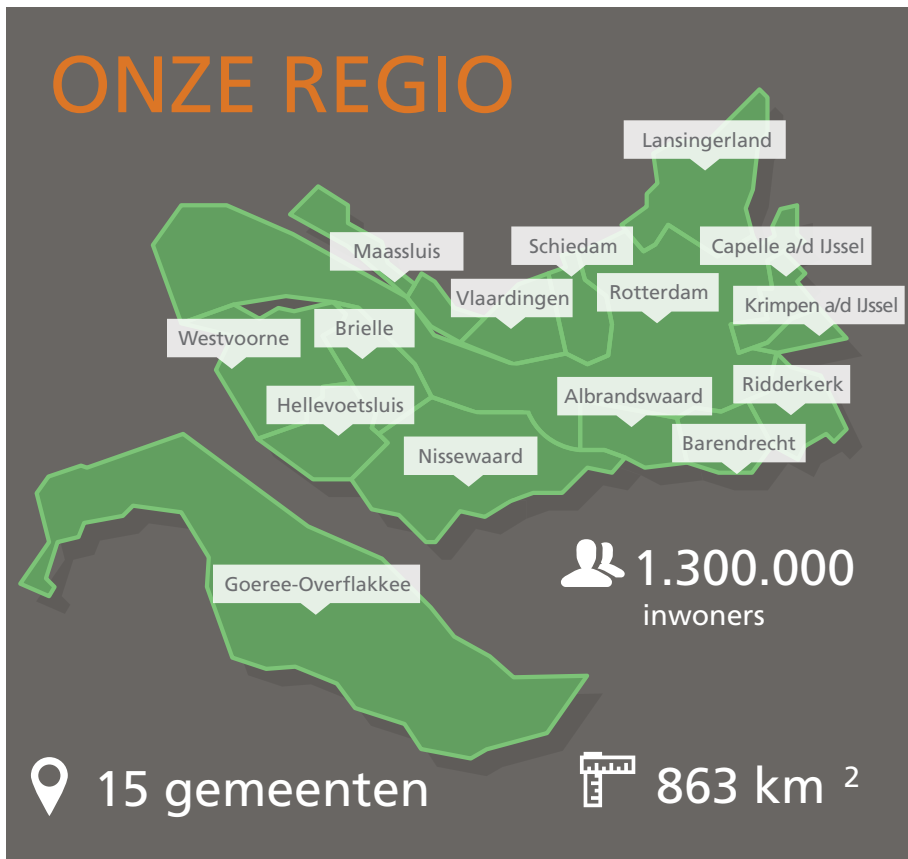 ONZE REGIO
Lansingerland
Maassluis
Schiedam
Capelle a/d IJssel
Vlaardingen
Rotterdam
Krimpen a/d IJssel
Westvoorne
Brielle
Hellevoetsluis
Albrandswaard
Ridderkerk
Nissewaard
Barendrecht
Goeree-Overflakkee
1.300.000
inwoners
15 gemeenten
863 km ²